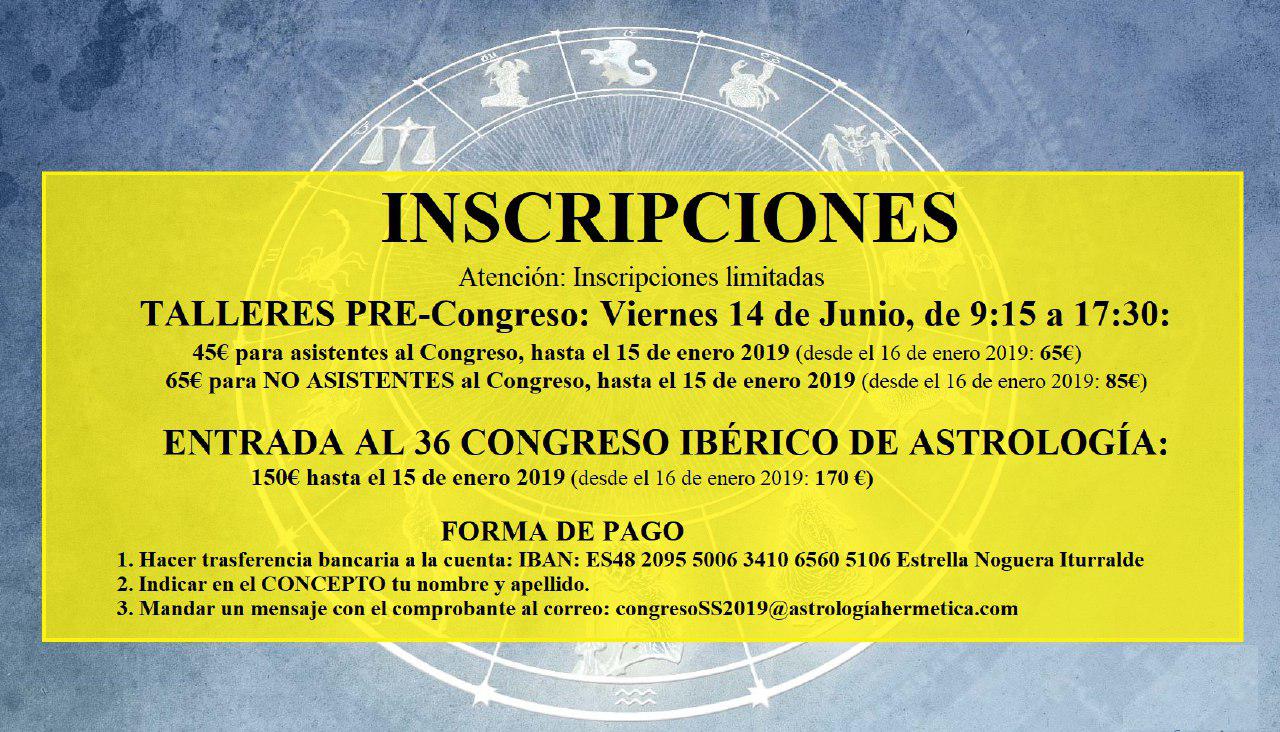 INSCRIPCIONES
Atención: Inscripciones limitadas
TALLERES PRE-Congreso: Viernes 14 de Junio, de 9:15 a 17:30:
45€ para asistentes al Congreso, hasta el 15 de enero 2019 (desde el 16 de enero 2019: 65€)
65€ para NO ASISTENTES al Congreso, hasta el 15 de enero 2019 (desde el 16 de enero 2019: 85€)
ENTRADA AL 36 CONGRESO IBÉRICO DE ASTROLOGÍA:
150€ hasta el 15 de enero 2019 (desde el 16 de enero 2019: 170 €)
FORMA DE PAGO
1. Hacer trasferencia bancaria a la cuenta: IBAN: ES48 2095 5006 3410 6560 5106 Estrella Noguera Iturralde
2. Indicar en el CONCEPTO tu nombre y apellido.
3. Mandar un mensaje con el comprobante al correo: congresoSS2019@astrologíahermetica.com